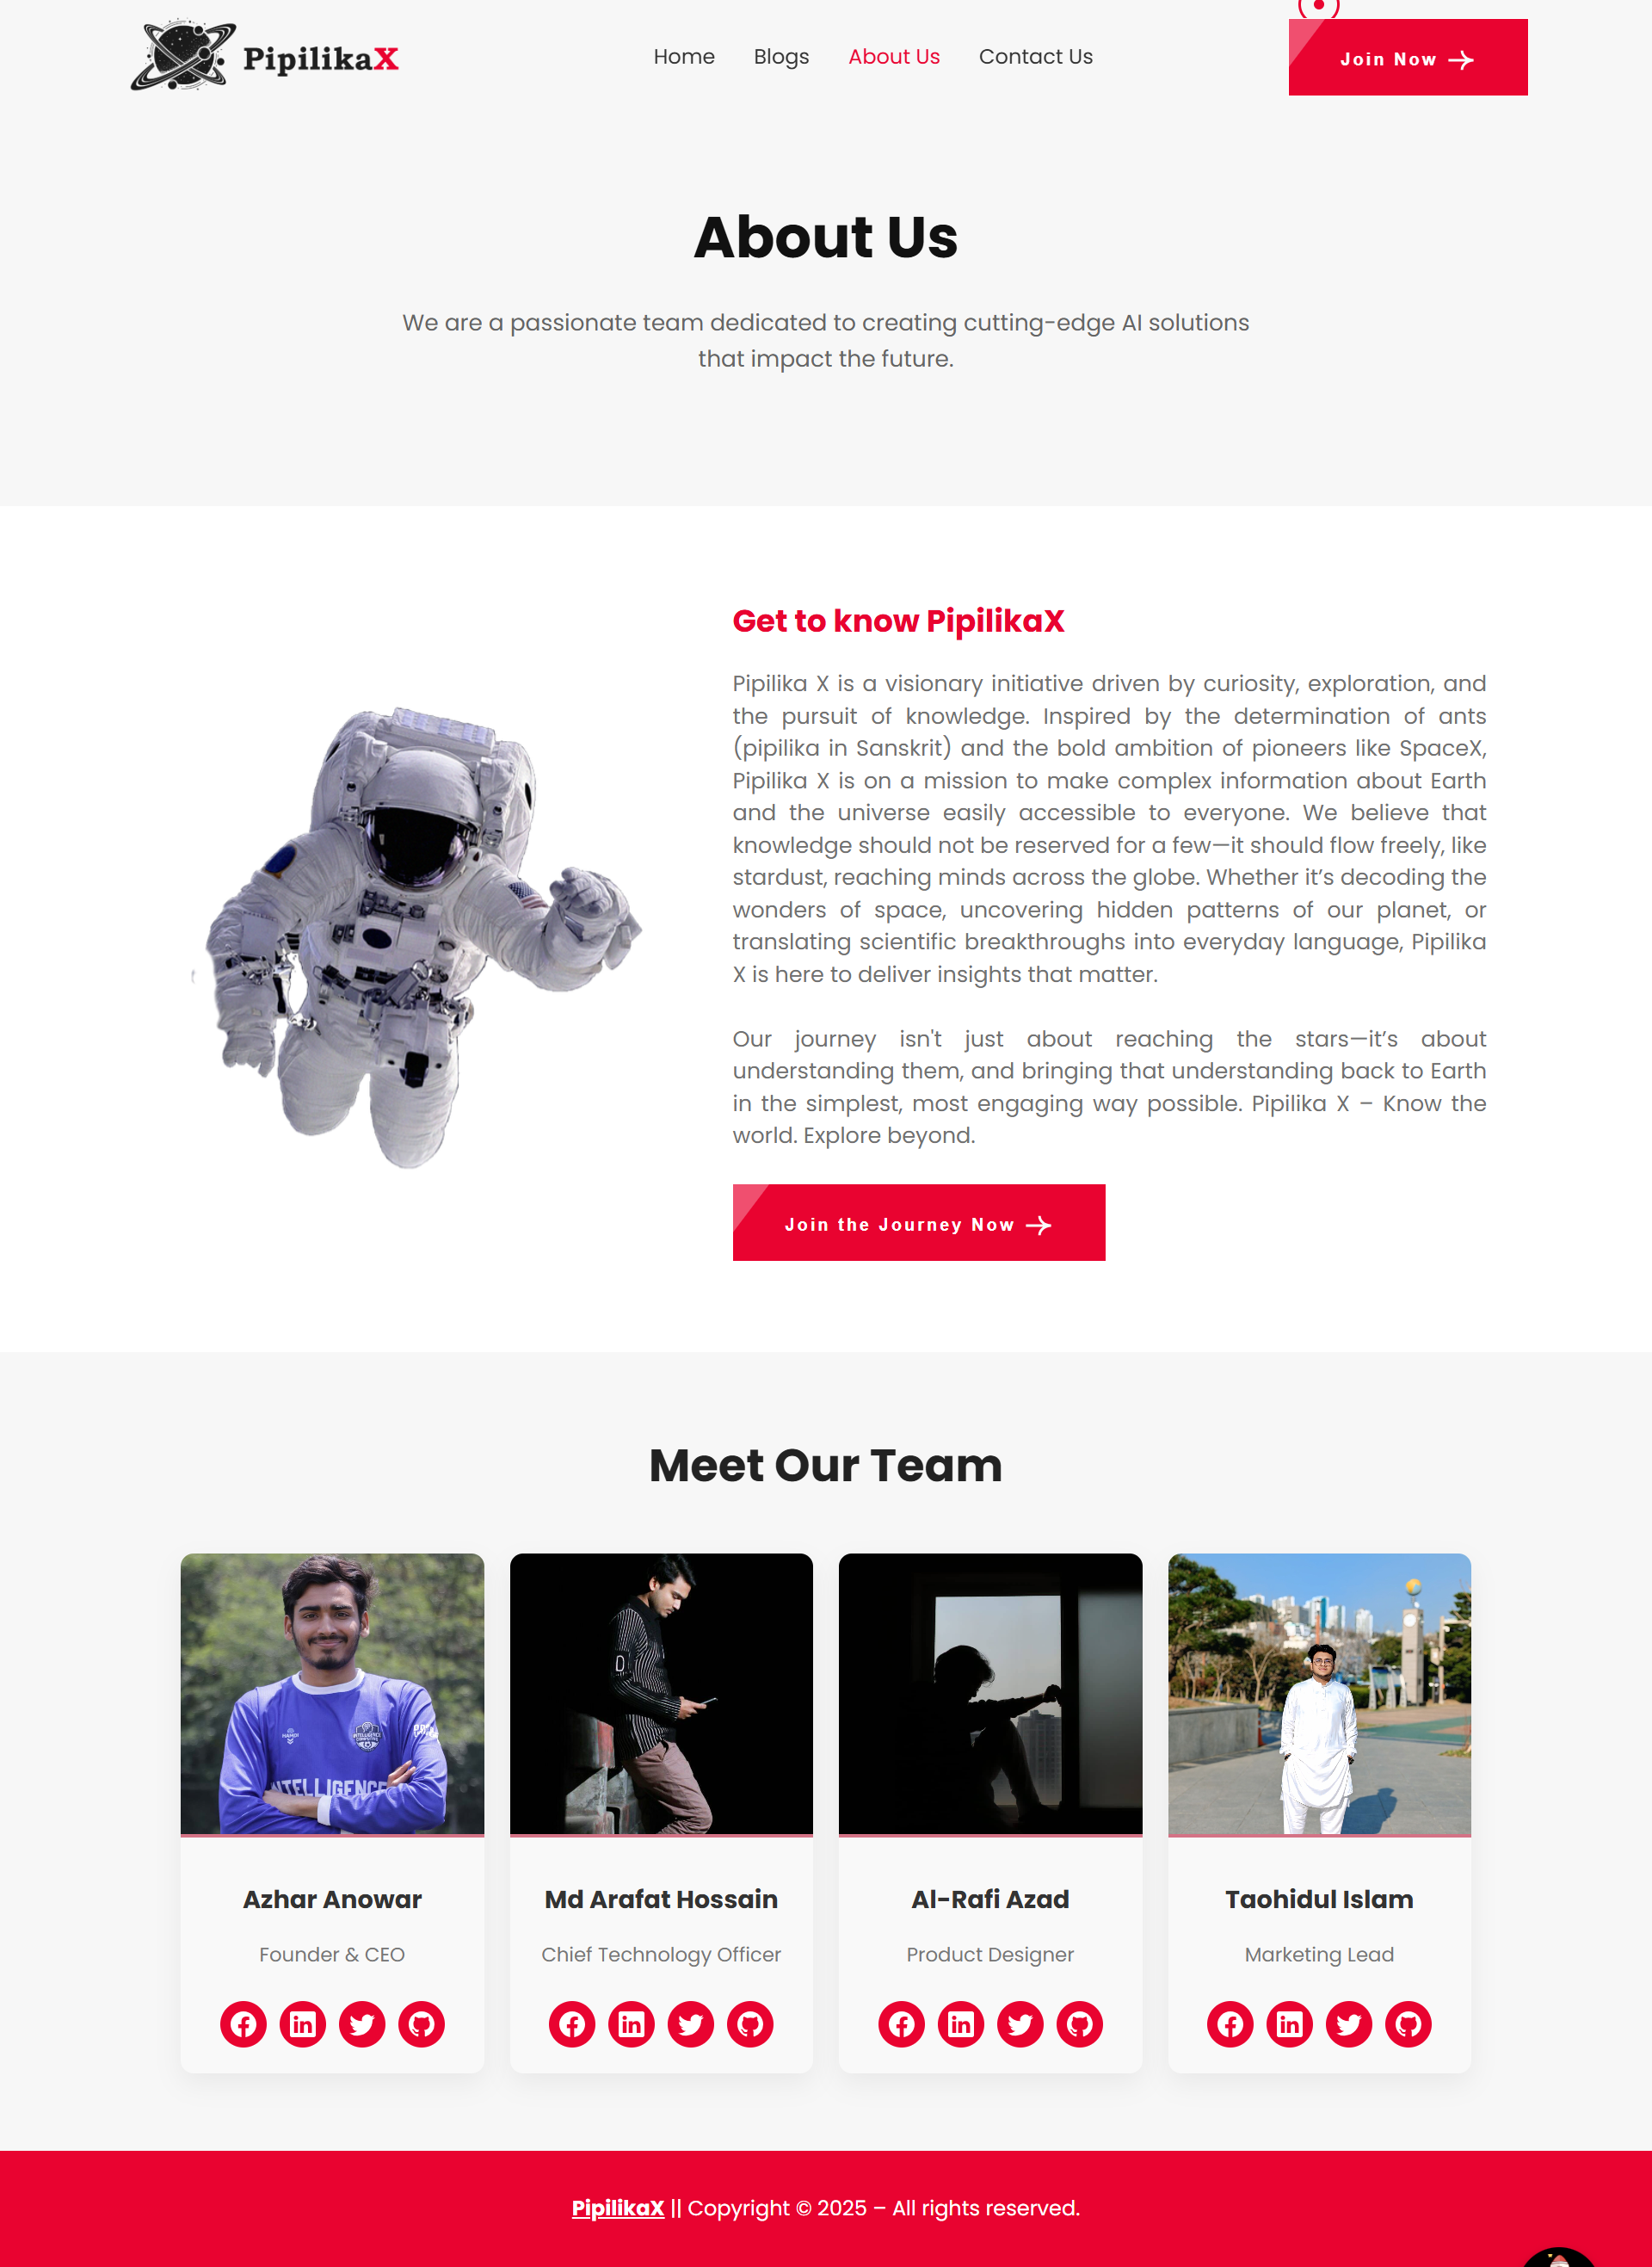 PipilikaX
Home Blogs About Us Contact Us
Join Now
About Us
We are a passionate team dedicated to creating cutting-edge AI solutions
that impact the future.
Get to know PipilikaX
Pipilika X is a visionary initiative driven by curiosity, exploration, and
the pursuit of knowledge. Inspired by the determination of ants
(pipilika in Sanskrit) and the bold ambition of pioneers like SpaceX,
Pipilika X is on a mission to make complex information about Earth
and the universe easily accessible to everyone. We believe that
knowledge should not be reserved for a few—it should flow freely, like
stardust, reaching minds across the globe. Whether it’s decoding the
wonders of space, uncovering hidden patterns of our planet, or
translating scientific breakthroughs into everyday language, Pipilika
X is here to deliver insights that matter.
Our journey isn't just about reaching the stars—it’s about
understanding them, and bringing that understanding back to Earth
in the simplest, most engaging way possible. Pipilika X – Know the
world. Explore beyond.
Join the Journey Now
Meet Our Team
INTELLIGENCE
D
Azhar Anowar
Founder & CEO
Md Arafat Hossain
Chief Technology Officer
Al-Rafi Azad
Product Designer
Taohidul Islam
Marketing Lead
PipilikaX || Copyright © 2025 – All rights reserved.